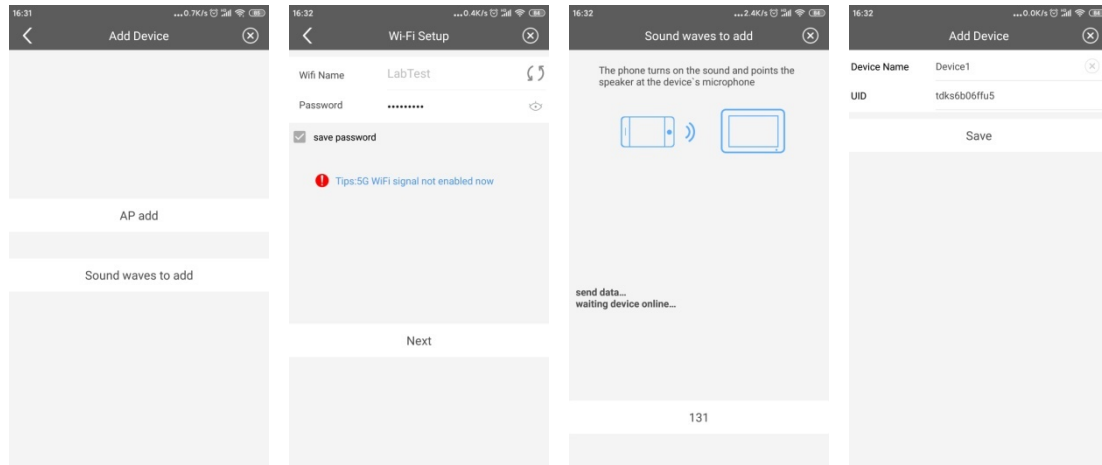 16:31
...0.7K/s
Add Device
AP add
Sound waves to add
16:32
...0.4K/s
Wi-Fi Setup
Wifi Name LabTest
Password •••••••••
save password
Tips:5G WiFi signal not enabled now
Next
16:32
...2.4K/s
Sound waves to add
The phone turns on the sound and points the
speaker at the device`s microphone
send data...
waiting device online...
131
16:32
...0.0K/s
Add Device
Device Name Device1
UID tdks6b06ffu5
Save